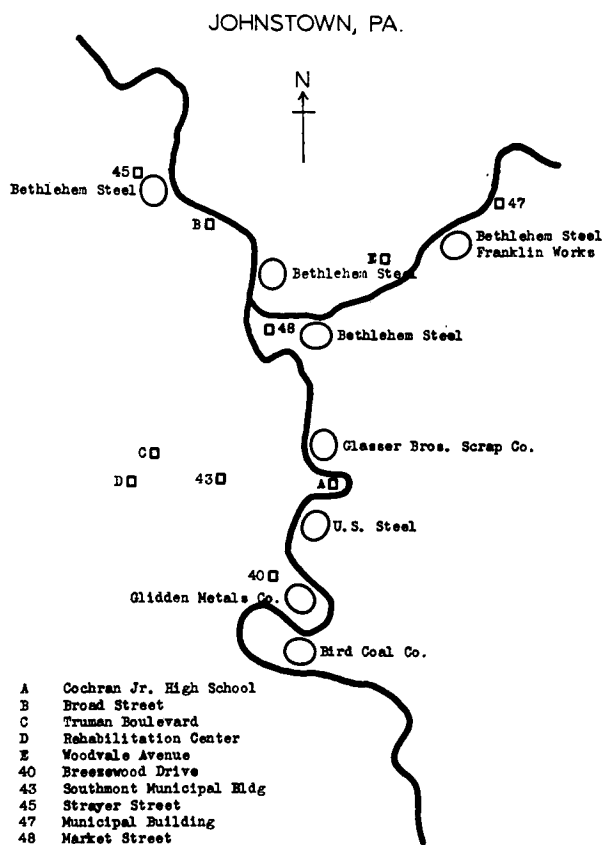 JOHNSTOWN, PA.
N
45
Bethlehem Steel
47
B
Bethlehem Steel
Franklin Works
E
Bethlehem Steel
48
Bethlehem Steel
Glasser Bros. Scrap Co.
C
D
43
A
U.S. Steel
40
Glidden Metals Co.
Bird Coal Co.
A Cochran Jr. High School
B Broad Street
C Truman Boulevard
D Rehabilitation Center
E Woodvale Avenue
40 Breezewood Drive
43 Southmont Municipal Bldg
45 Strayer Street
47 Municipal Building
48 Market Street